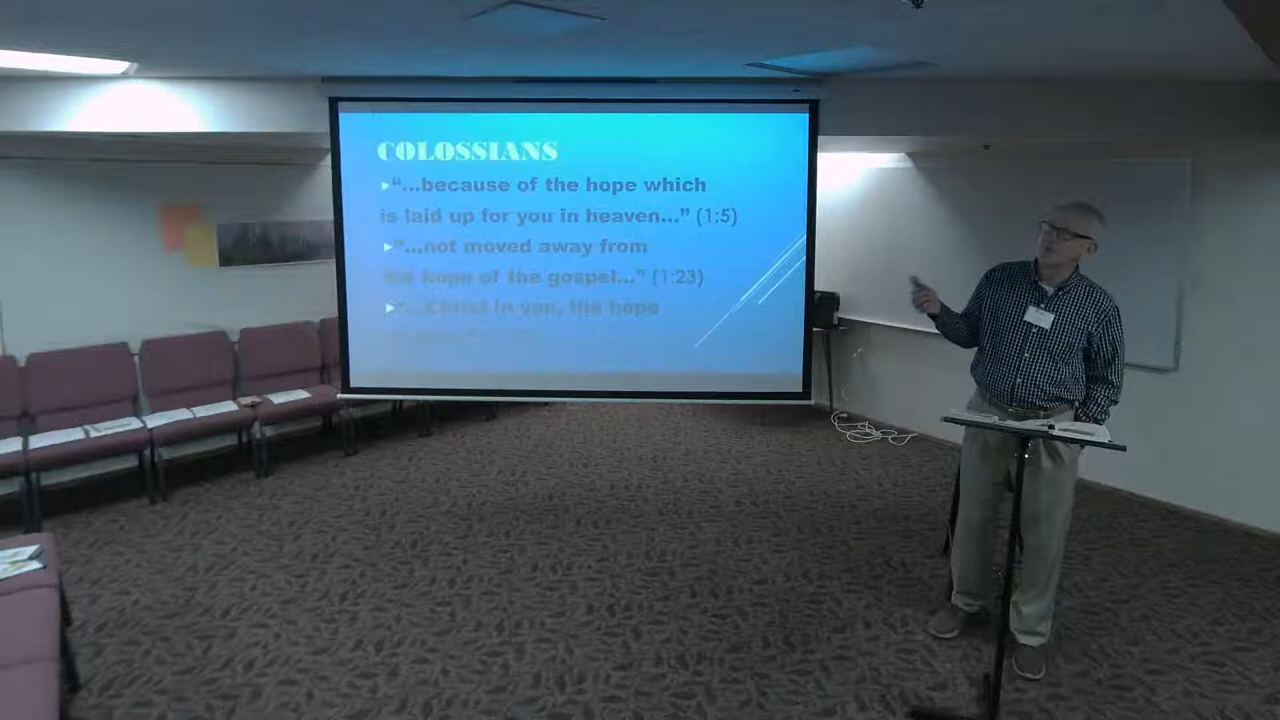 COLOSSIANS
"...because of the hope which
is laid up for you in heaven..." (1:5)
"...not moved away from
the hope of the gospel..." (1:23)
"...Christ in you, the hope